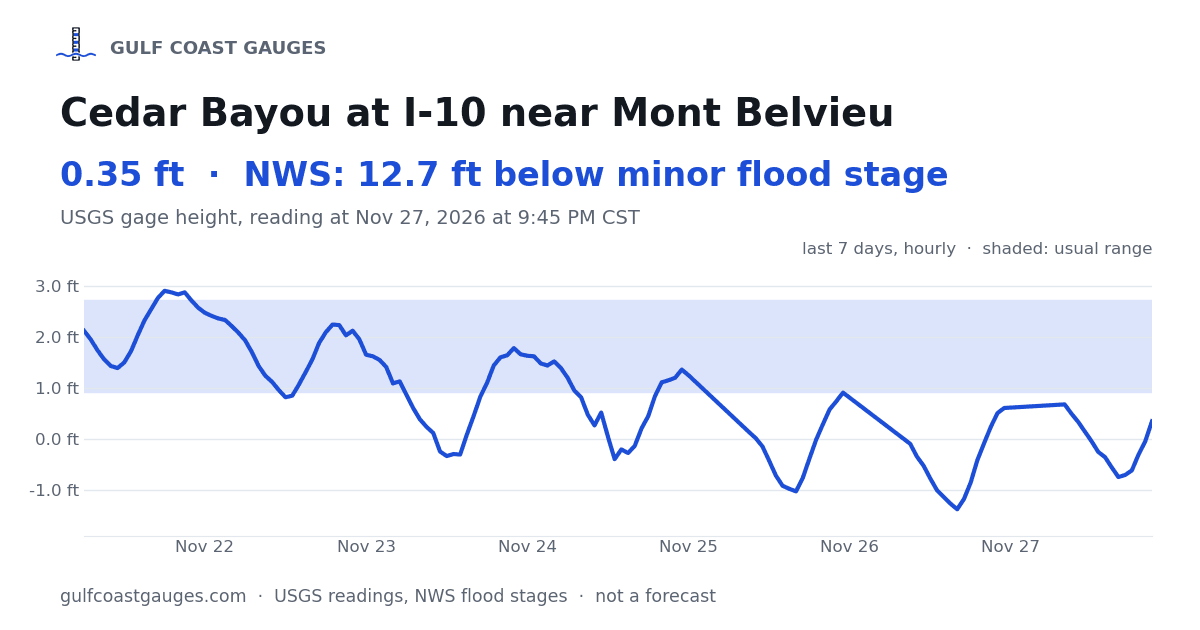 GULF COAST GAUGES
Cedar Bayou at I-10 near Mont Belvieu
0.35 ft · NWS: 12.7 ft below minor flood stage
USGS gage height, reading at Nov 27, 2026 at 9:45 PM CST
last 7 days, hourly · shaded: usual range
3.0 ft
2.0 ft
1.0 ft
0.0 ft
-1.0 ft
Nov 22 Nov 23 Nov 24 Nov 25 Nov 26 Nov 27
gulfcoastgauges.com · USGS readings, NWS flood stages · not a forecast